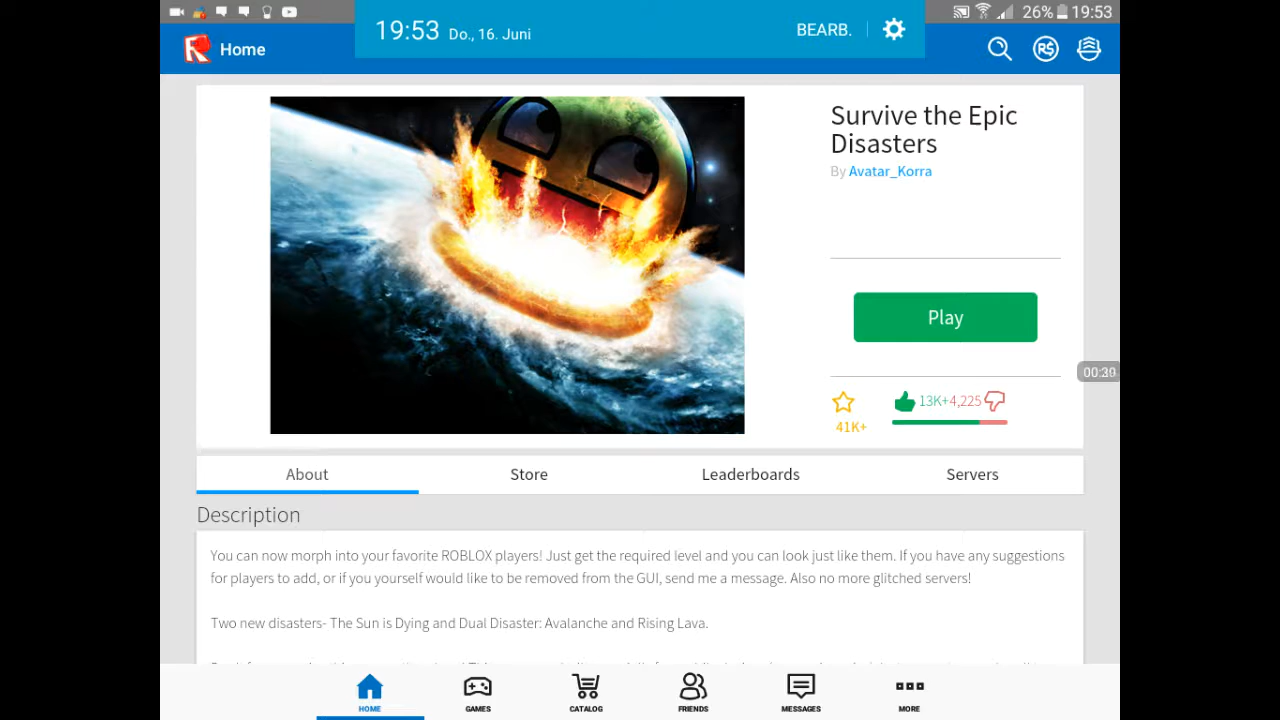 19:53 Do., 16. Juni
BEARB.
26% 19:53
Home
R$
Survive the Epic
Disasters
By Avatar_Korra
Play
41K+
13K+ 4,225
About
Store
Leaderboards
Servers
Description
You can now morph into your favorite ROBLOX players! Just get the required level and you can look just like them. If you have any suggestions
for players to add, or if you yourself would like to be removed from the GUI, send me a message. Also no more glitched servers!
Two new disasters- The Sun is Dying and Dual Disaster: Avalanche and Rising Lava.
HOME
GAMES
CATALOG
FRIENDS
MESSAGES
MORE